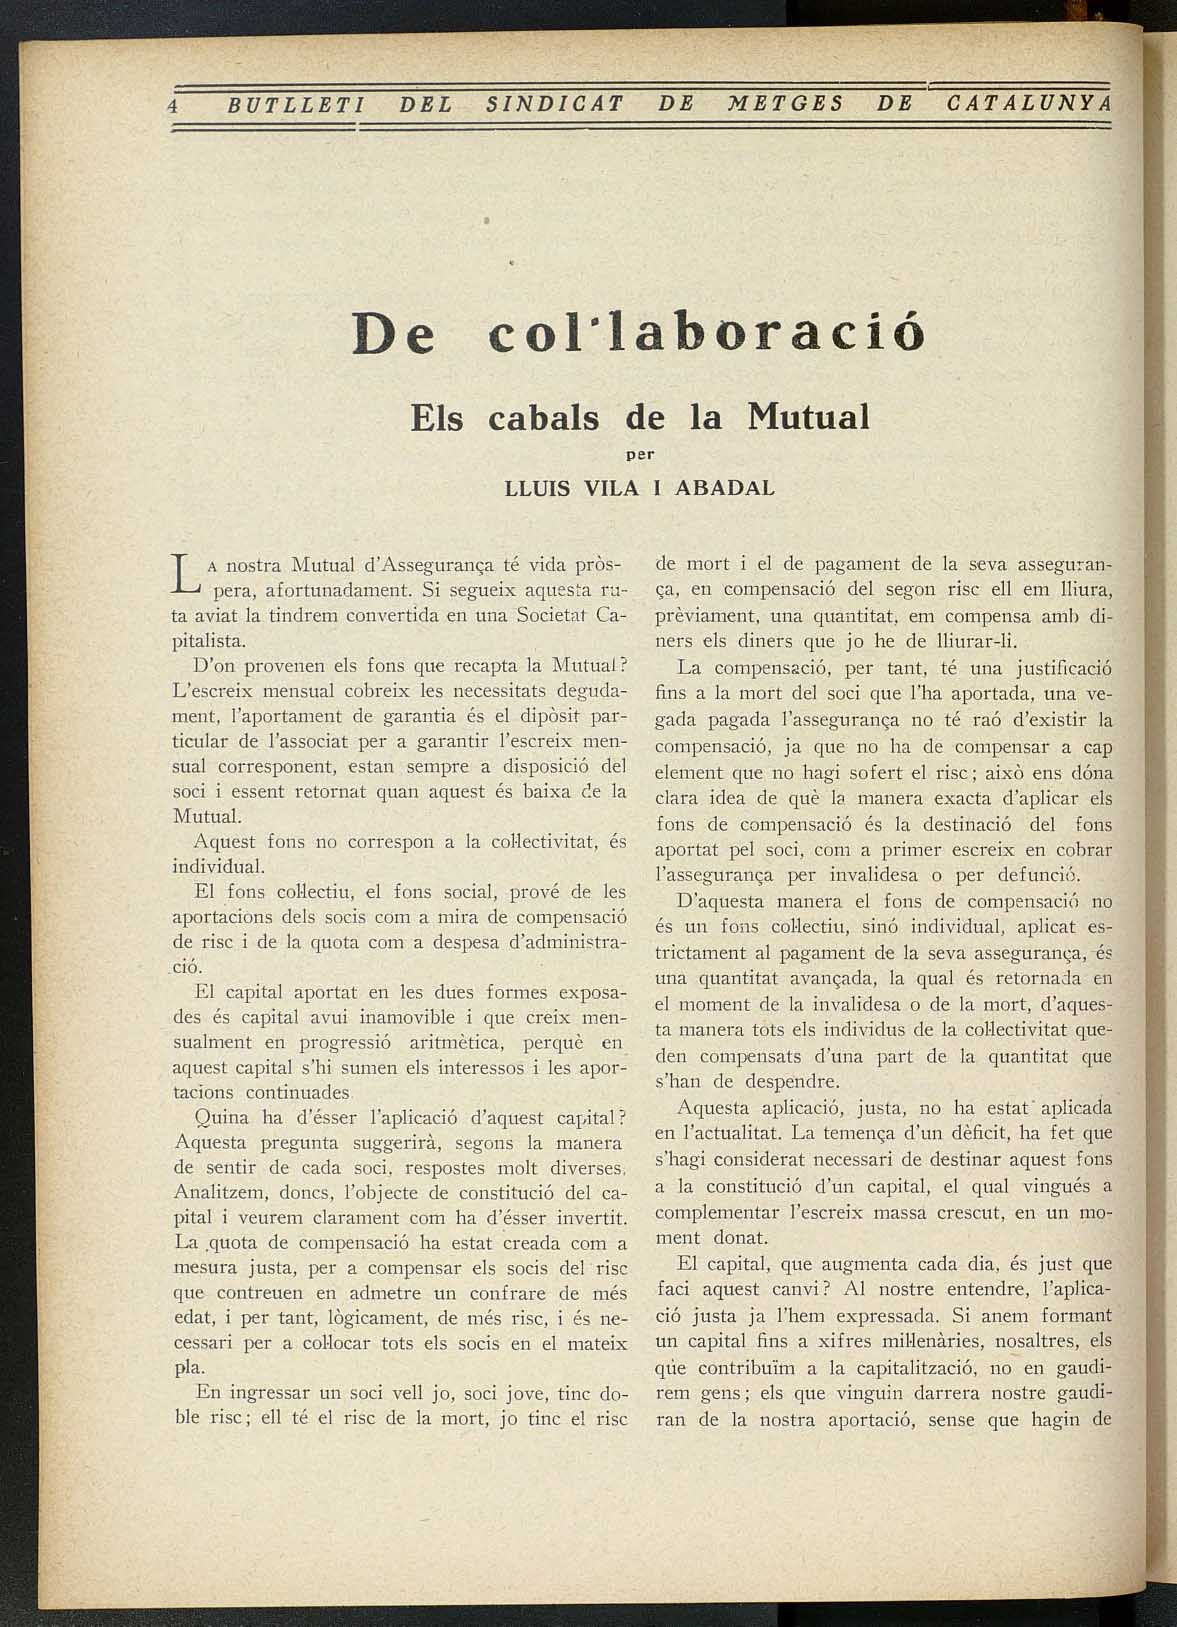 4 BUTLLETI DEL SINDICAT DE METGES DE CATALUNYA
De col·laboració
Els cabals de la Mutual
per
LLUIS VILA I ABADAL
LA nostra Mutual d'Assegurança té vida pròs-
pera, afortunadament. Si segueix aquesta ru-
ta aviat la tindrem convertida en una Societat Ca-
pitalista.
D'on provenen els fons que recapta la Mutual?
L'escreix mensual cobreix les necessitats deguda-
ment, l'aportament de garantia és el dipòsit par-
ticular de l'associat per a garantir l'escreix men-
sual corresponent, estan sempre a disposició del
soci i essent retornat quan aquest és baixa de la
Mutual.
Aquest fons no correspon a la col·lectivitat, és
individual.
El fons col·lectiu, el fons social, prové de les
aportacions dels socis com a mira de compensació
de risc i de la quota com a despesa d'administra-
ció.
El capital aportat en les dues formes exposa-
des és capital avui inamovible i que creix men-
sualment en progressió aritmètica, perquè en
aquest capital s'hi sumen els interessos i les apor-
tacions continuades.
Quina ha d'ésser l'aplicació d'aquest capital?
Aquesta pregunta suggerirà, segons la manera
de sentir de cada soci, respostes molt diverses.
Analitzem, doncs, l'objecte de constitució del ca-
pital i veurem clarament com ha d'ésser invertit.
La quota de compensació ha estat creada com a
mesura justa, per a compensar els socis del risc
que contreuen en admetre un confrare de més
edat, i per tant, lògicament, de més risc, i és ne-
cessari per a col·locar tots els socis en el mateix
pla.
En ingressar un soci vell jo, soci jove, tinc do-
ble risc; ell té el risc de la mort, jo tinc el risc
de mort i el de pagament de la seva asseguran-
ça, en compensació del segon risc ell em lliura,
prèviament, una quantitat, em compensa amb di-
ners els diners que jo he de lliurar-li.
La compensació, per tant, té una justificació
fins a la mort del soci que l'ha aportada, una ve-
gada pagada l'assegurança no té raó d'existir la
compensació, ja que no ha de compensar a cap
element que no hagi sofert el risc; això ens dóna
clara idea de què la manera exacta d'aplicar els
fons de compensació és la destinació del fons
aportat pel soci, com a primer escreix en cobrar
l'assegurança per invalidesa o per defunció.
D'aquesta manera el fons de compensació no
és un fons col·lectiu, sinó individual, aplicat es-
trictament al pagament de la seva assegurança, és
una quantitat avançada, la qual és retornada en
el moment de la invalidesa o de la mort, d'aques-
ta manera tots els individus de la col·lectivitat que-
den compensats d'una part de la quantitat que
s'han de despendre.
Aquesta aplicació, justa, no ha estat aplicada
en l'actualitat. La temença d'un dèficit, ha fet que
s'hagi considerat necessari de destinar aquest fons
a la constitució d'un capital, el qual vingués a
complementar l'escreix massa crescut, en un mo-
ment donat.
El capital, que augmenta cada dia, és just que
faci aquest canvi? Al nostre entendre, l'aplica-
ció justa ja l'hem expressada. Si anem formant
un capital fins a xifres mil·lenàries, nosaltres, els
que contribuïm a la capitalització, no en gaudi-
rem gens; els que vinguin darrera nostre gaudi-
ran de la nostra aportació, sense que hagin de